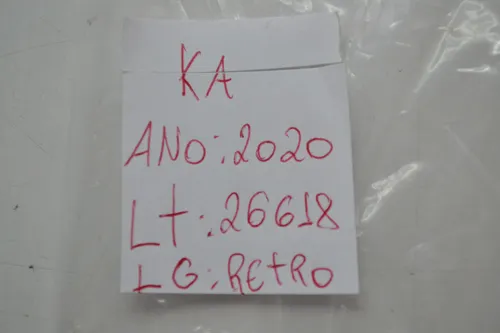 KA
ANO: 2020
Lt: 26618
LG: REtRO